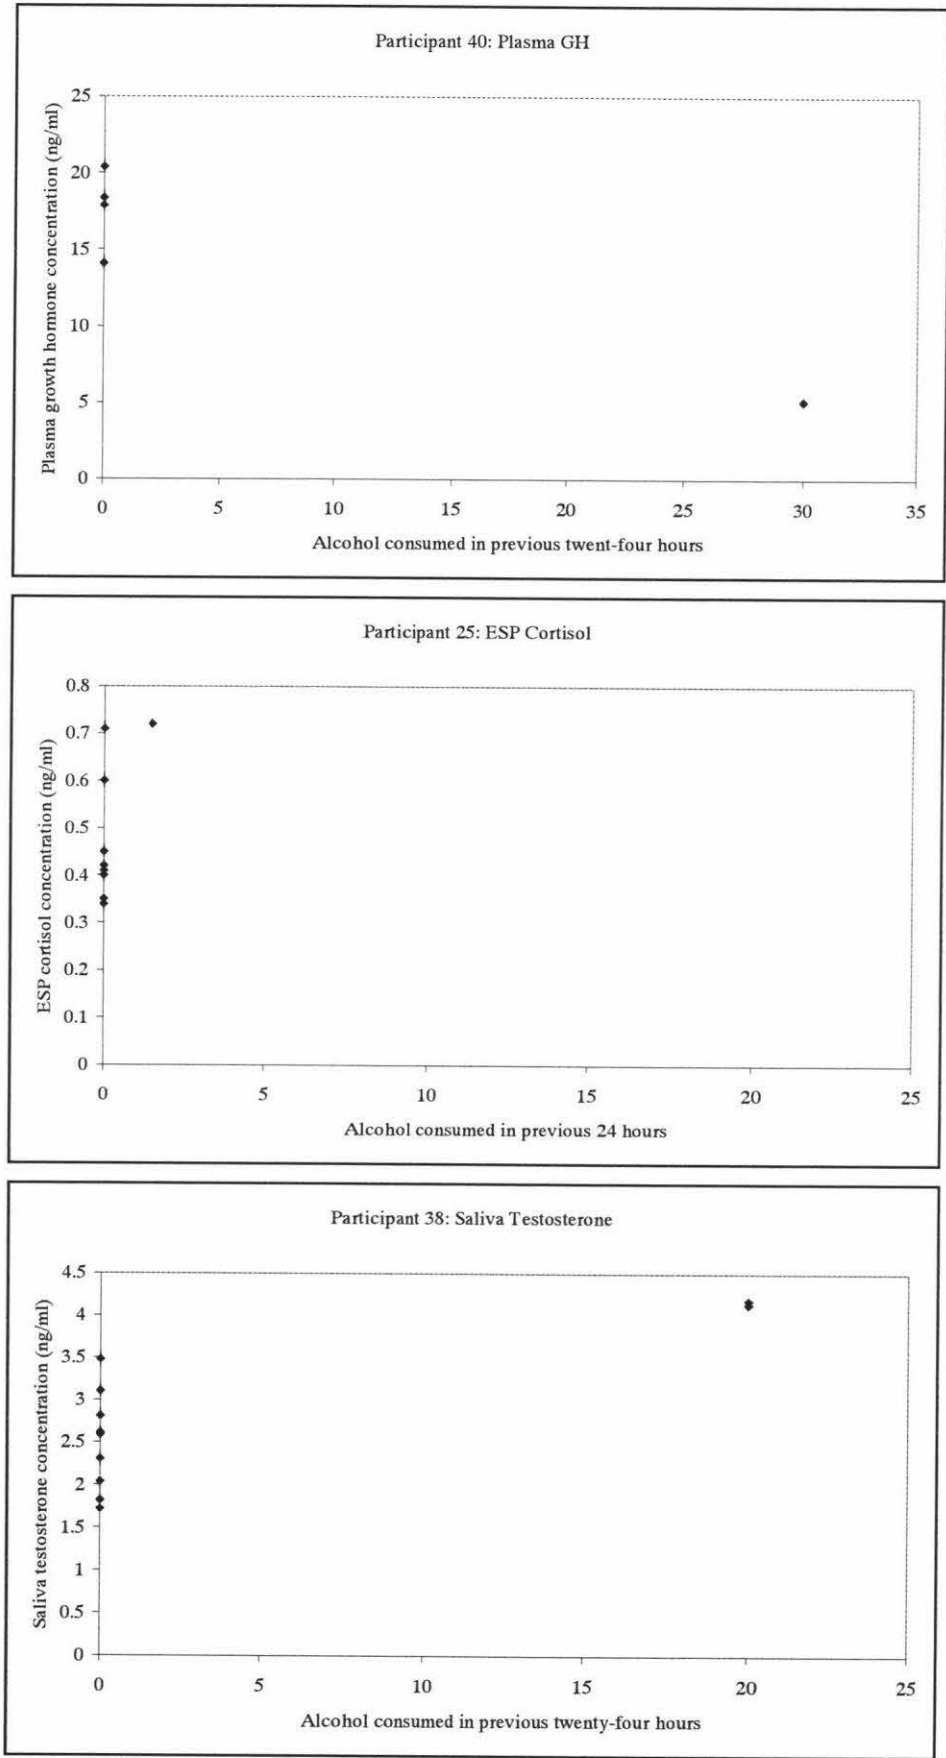 Participant 40: Plasma GH
Plasma growth hormone concentration (ng/ml)
25
20
15
10
5
0
0 5 10 15 20 25 30 35
Alcohol consumed in previous twent-four hours
Participant 25: ESP Cortisol
ESP cortisol concentration (ng/ml)
0.8
0.7
0.6
0.5
0.4
0.3
0.2
0.1
0
0 5 10 15 20 25
Alcohol consumed in previous 24 hours
Participant 38: Saliva Testosterone
Saliva testosterone concentration (ng/ml)
4.5
4
3.5
3
2.5
2
1.5
1
0.5
0
0 5 10 15 20 25
Alcohol consumed in previous twenty-four hours